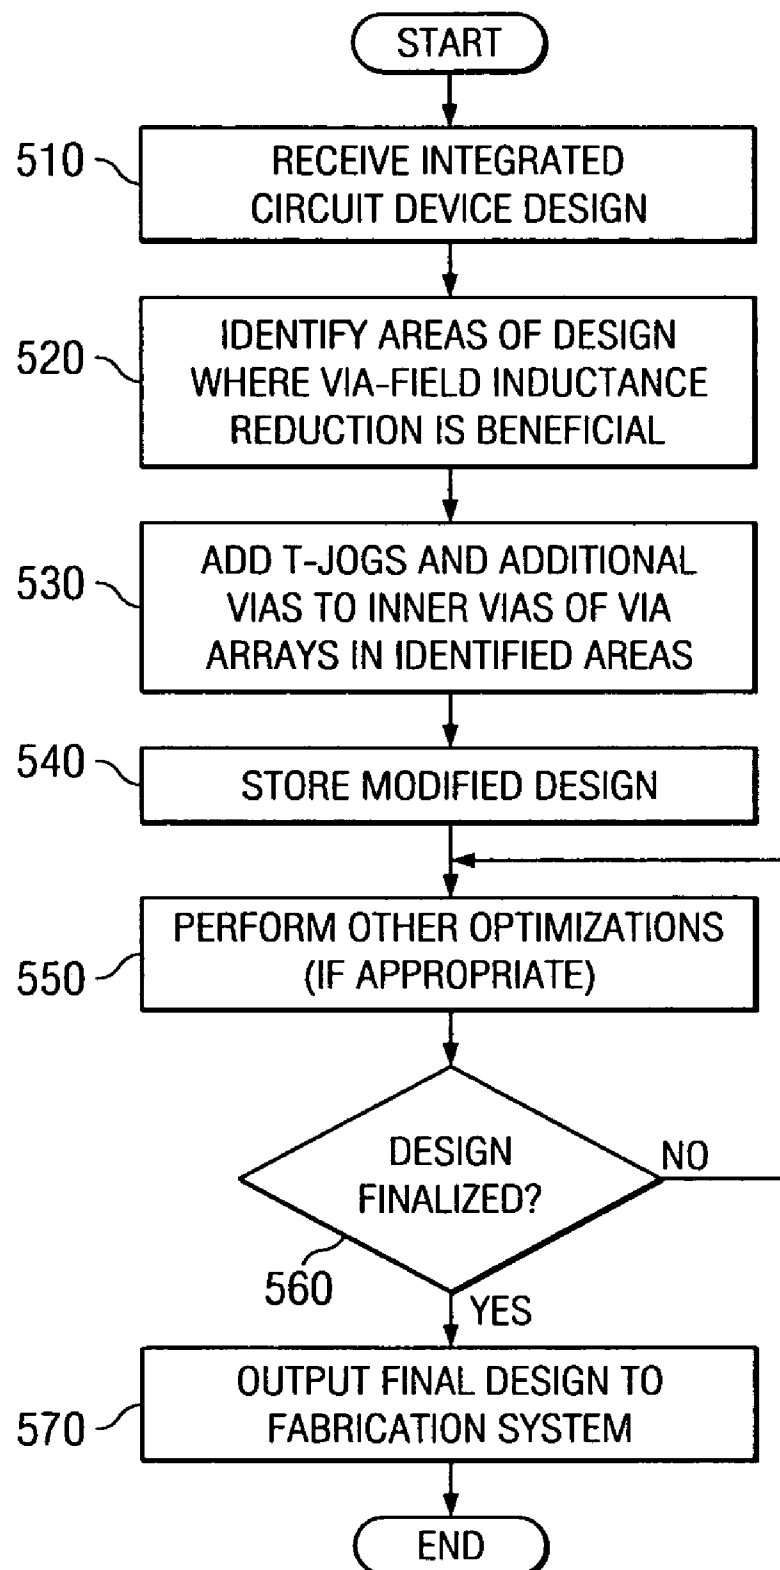 START
510
RECEIVE INTEGRATED
CIRCUIT DEVICE DESIGN
520
IDENTIFY AREAS OF DESIGN
WHERE VIA-FIELD INDUCTANCE
REDUCTION IS BENEFICIAL
530
ADD T-JOGS AND ADDITIONAL
VIAS TO INNER VIAS OF VIA
ARRAYS IN IDENTIFIED AREAS
540
STORE MODIFIED DESIGN
550
PERFORM OTHER OPTIMIZATIONS
(IF APPROPRIATE)
DESIGN
FINALIZED?
NO
560
YES
570
OUTPUT FINAL DESIGN TO
FABRICATION SYSTEM
END